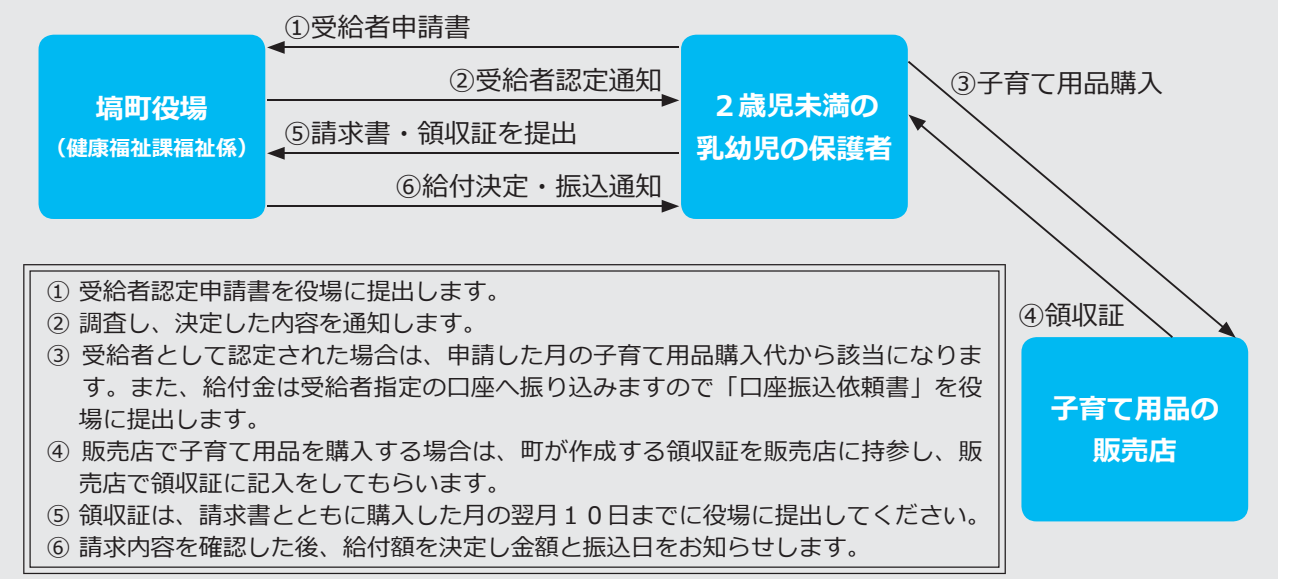 ①受給者申請書
塙町役場
（健康福祉課福祉係）
②受給者認定通知
⑤請求書・領収証を提出
⑥給付決定・振込通知
２歳児未満の
乳幼児の保護者
③子育て用品購入
④領収証
子育て用品の
販売店
① 受給者認定申請書を役場に提出します。
② 調査し、決定した内容を通知します。
③ 受給者として認定された場合は、申請した月の子育て用品購入代から該当になりま
す。また、給付金は受給者指定の口座へ振り込みますので「口座振込依頼書」を役
場に提出します。
④ 販売店で子育て用品を購入する場合は、町が作成する領収証を販売店に持参し、販
売店で領収証に記入をしてもらいます。
⑤ 領収証は、請求書とともに購入した月の翌月１０日までに役場に提出してください。
⑥ 請求内容を確認した後、給付額を決定し金額と振込日をお知らせします。